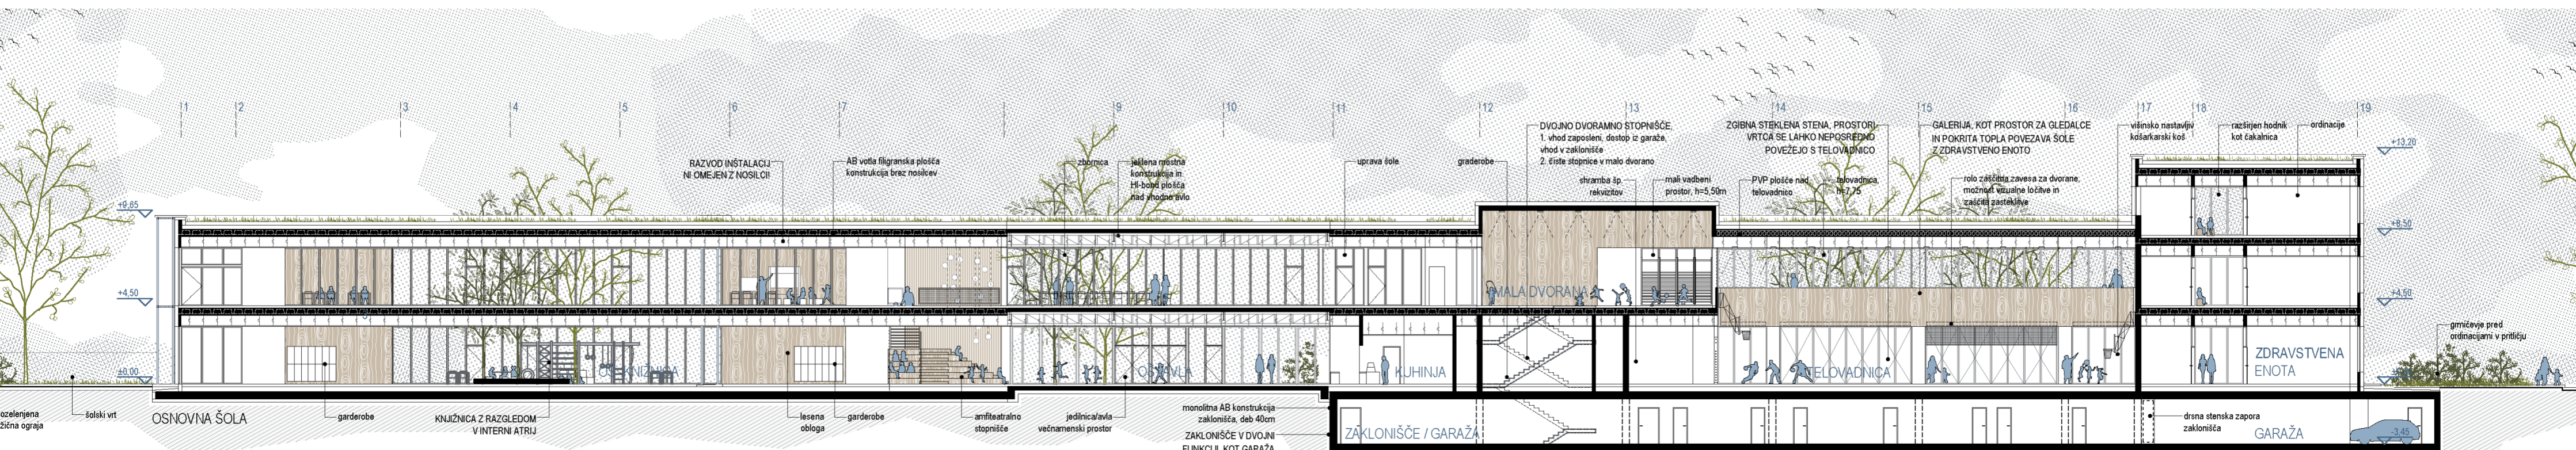 1
2
3
4
5
6
7
9
10
11
12
13
14
15
16
17
18
19
RAZVOD INŠTALACIJ
NI OMEJEN Z NOSILCI!
AB votla filigranska plošča
konstrukcija brez nosilcev
zbornica
jeklena mostna
konstrukcija in
HI-bond plošča
nad vhodno avlo
uprava šole
graderobe
DVOJNO DVORAMNO STOPNIŠČE,
1. vhod zaposleni, dostop iz garaže,
vhod v zaklonišče
2. čiste stopnice v malo dvorano
shramba šp.
rekvizitov
mali vadbeni
prostor, h=5,50m
ZGIBNA STEKLENA STENA, PROSTORI
VRTCA SE LAHKO NEPOSREDNO
POVEŽEJO S TELOVADNICO
PVP plošče nad
telovadnico
telovadnica,
h=7,75
GALERIJA, KOT PROSTOR ZA GLEDALCE
IN POKRITA TOPLA POVEZAVA ŠOLE
Z ZDRAVSTVENO ENOTO
rolo zaščitna zavesa za dvorane,
možnost vizualne ločitve in
zaščita zasteklitve
višinsko nastavljiv
košarkarski koš
razširjen hodnik
kot čakalnica
ordinacije
+13.20
+9,65
+8,50
+4,50
+4,50
±0,00
MALA DVORANA
KUHINJA
TELOVADNICA
ZDRAVSTVENA
ENOTA
grmičevje pred
ordinacijami v pritličju
ozelenjena
žična ograja
šolski vrt
OSNOVNA ŠOLA
garderobe
KNJIŽNICA Z RAZGLEDOM
V INTERNI ATRIJ
lesena
obloga
garderobe
amfiteatralno
stopnišče
jedilnica/avla
večnamenski prostor
monolitna AB konstrukcija
zaklonišča, deb 40cm
ZAKLONIŠČE V DVOJNI
FUNKCIJI, KOT GARAŽA
ZAKLONIŠČE / GARAŽA
drsna stenska zapora
zaklonišča
GARAŽA
-3.45